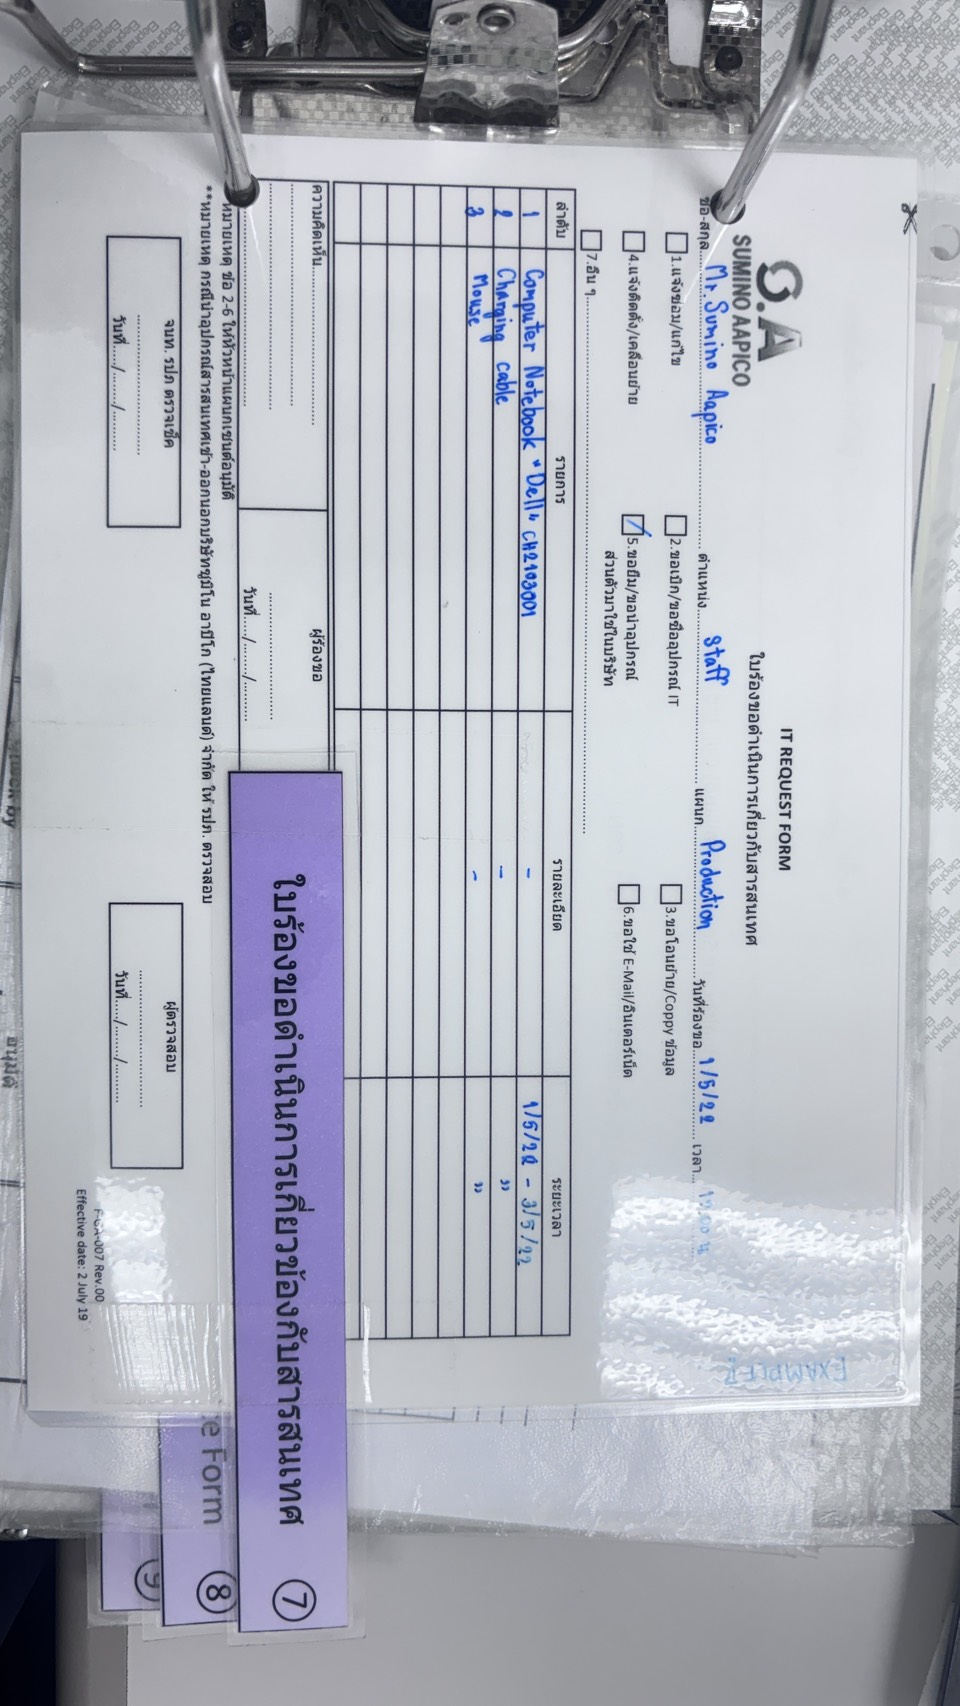 EXAMPLE
S.A
SUMINO AAPICO
IT REQUEST FORM
ใบร้องขอดำเนินการเกี่ยวกับสารสนเทศ
ชื่อ-สกุล....Mr.Sumino Aapico....ตำแหน่ง....staff....แผนก....Production....วันที่ร้องขอ..1/5/22..เวลา...
1.แจ้งซ่อม/แก้ไข 2.ขอเบิก/ขอซื้ออุปกรณ์ IT 3.ขอโอนย้าย/Coppy ข้อมูล
4.แจ้งติดตั้ง/เคลื่อนย้าย 5.ขอยืม/ขอนำอุปกรณ์ 6.ขอใช้ E-Mail/อินเตอร์เน็ต
ส่วนตัวมาใช้ในบริษัท
7.อื่น ๆ....................
ลำดับ รายการ รายละเอียด ระยะเวลา
1 Computer Notebook "Dell" CH2103001 - 1/5/22 - 3/5/22
2 Charging cable - "
3 Mouse - "
ความคิดเห็น.................... ผู้ร้องขอ
วันที่...../......../..........
ใบร้องขอดำเนินการเกี่ยวข้องกับสารสนเทศ 7
หมายเหตุ ข้อ 2-6 ให้หัวหน้าแผนกเซนต์อนุมัติ
e Form 8
**หมายเหตุ กรณีนำอุปกรณ์สารสนเทศเข้า-ออกนอกบริษัทซูมิโน อาปิโก (ไทยแลนด์) จำกัด ให้ รปภ. ตรวจสอบ
9
จนท. รปภ ตรวจเช็ค ผู้ตรวจสอบ
วันที่...../......../.......... วันที่...../......../..........
F-GA-007 Rev.00
Effective date: 2 July 19
อนุมัติ